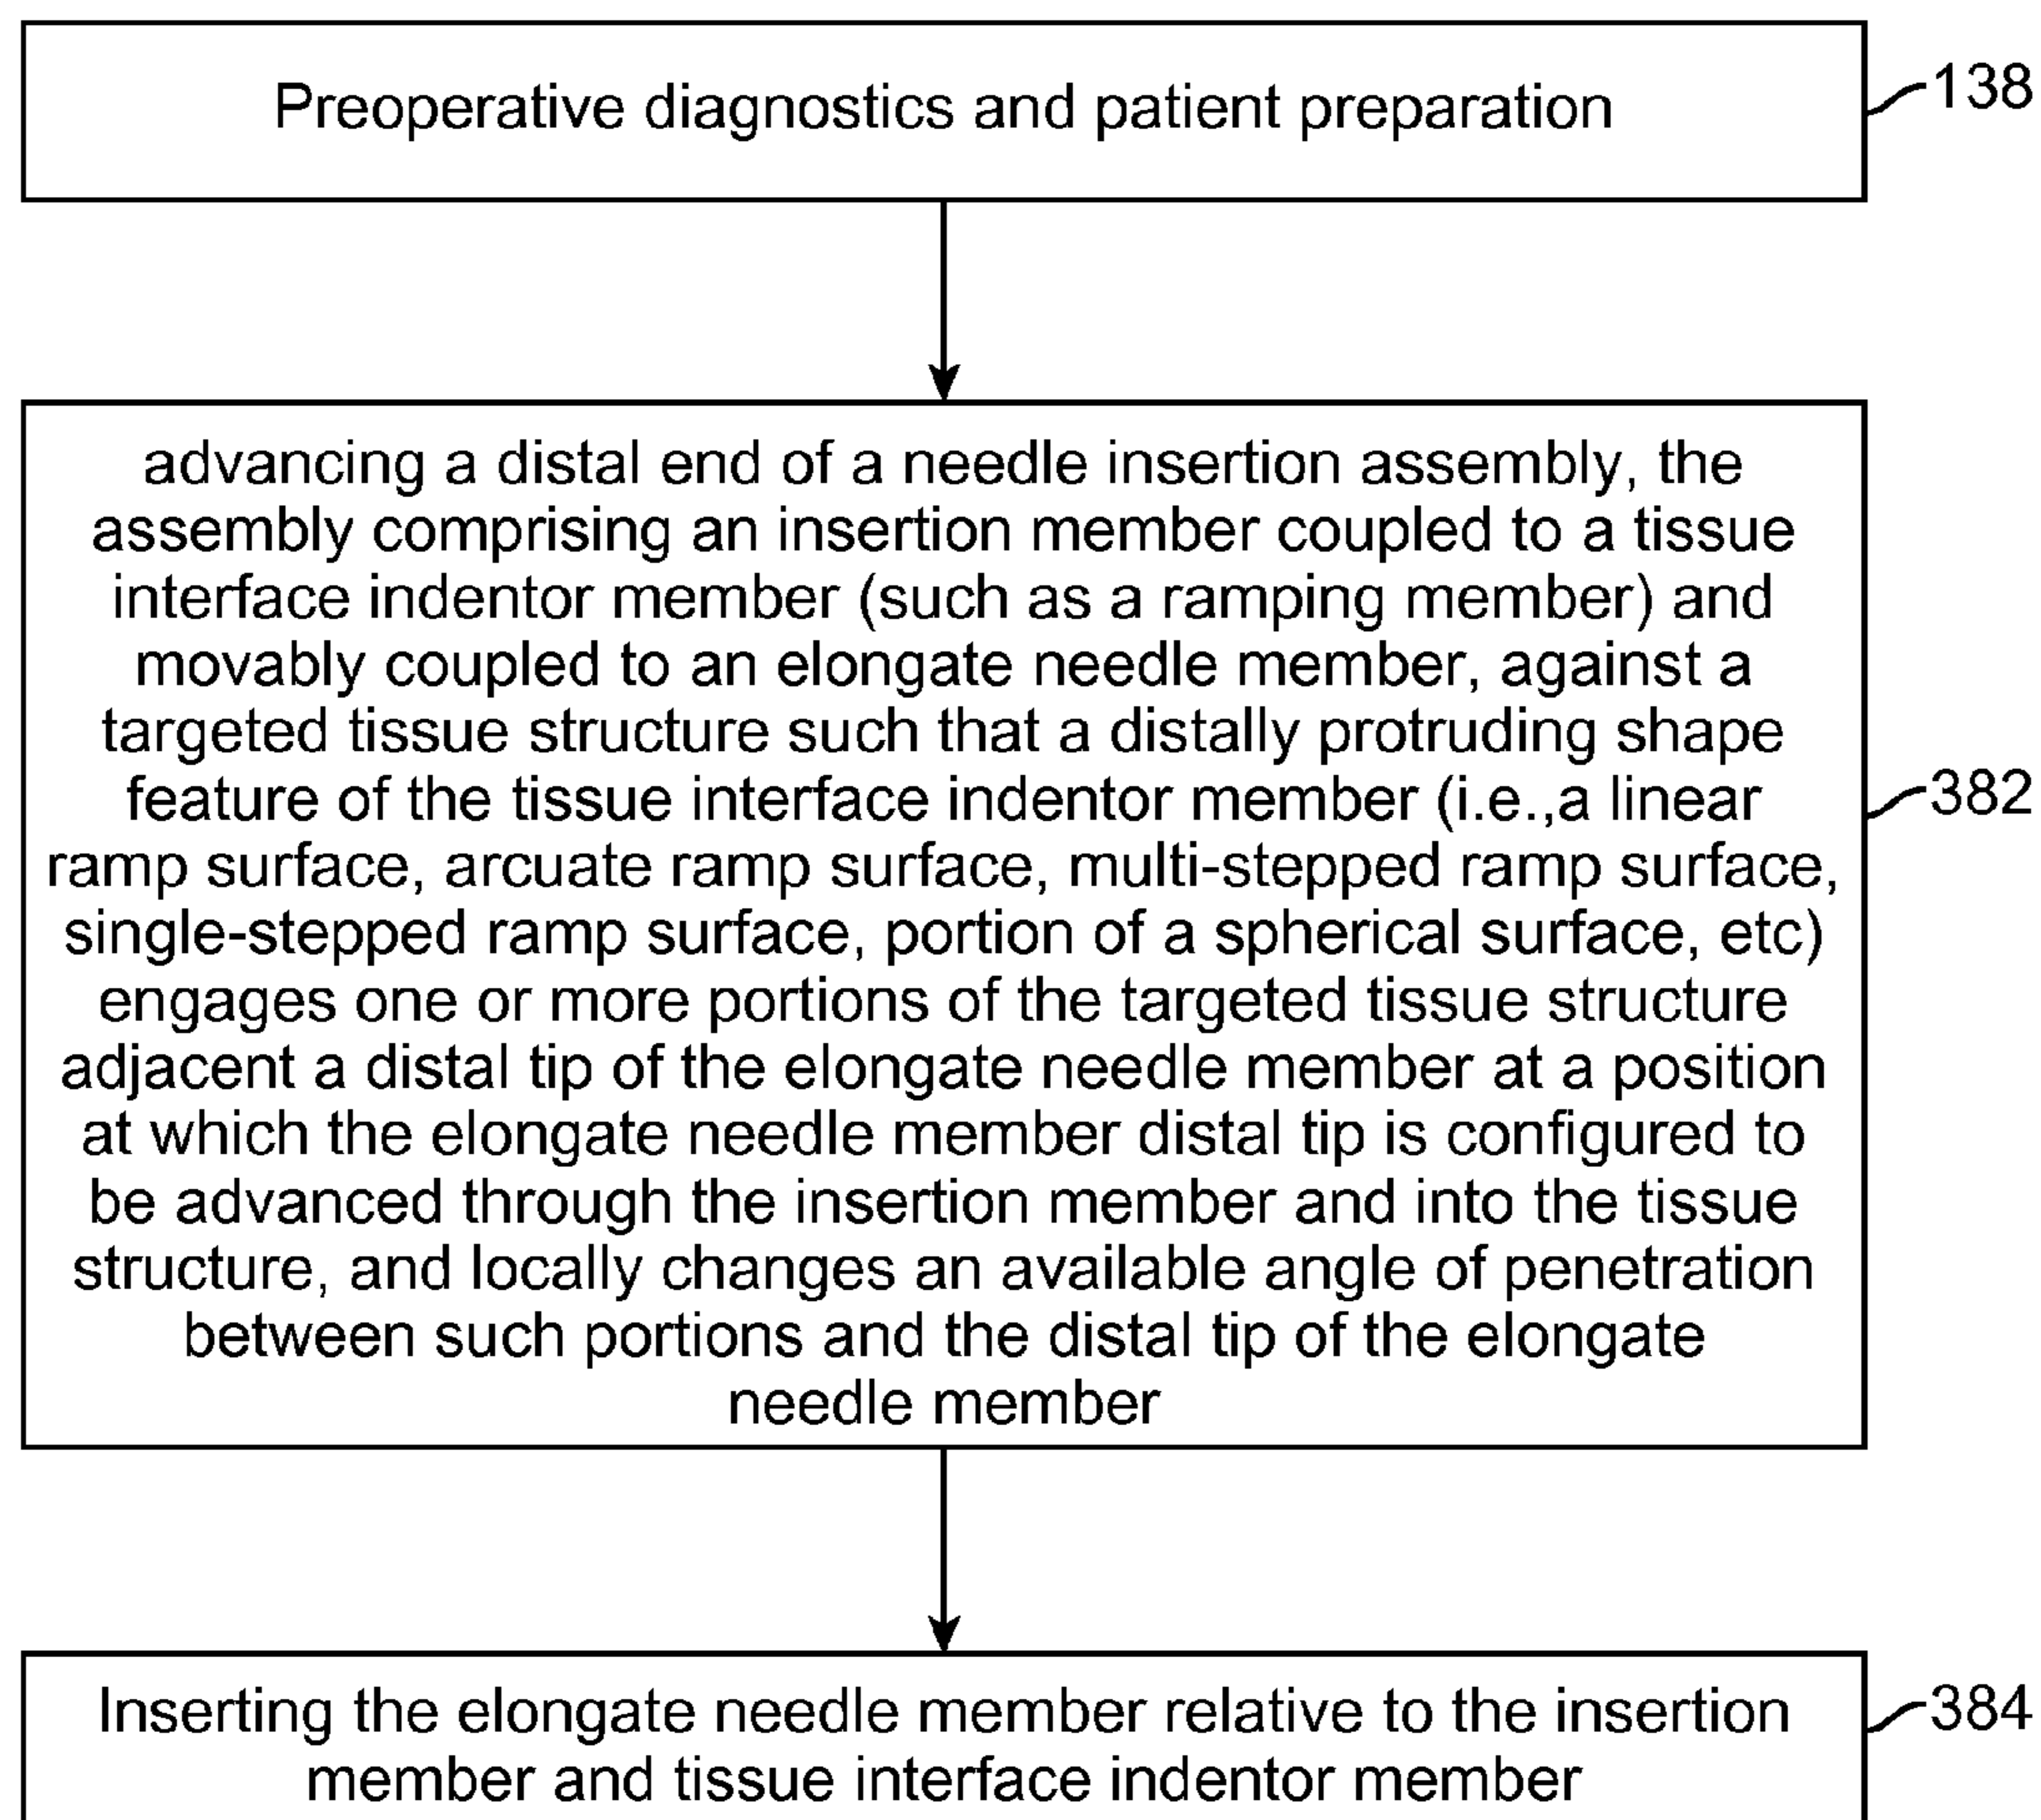 Preoperative diagnostics and patient preparation
138
advancing a distal end of a needle insertion assembly, the
assembly comprising an insertion member coupled to a tissue
interface indentor member (such as a ramping member) and
movably coupled to an elongate needle member, against a
targeted tissue structure such that a distally protruding shape
feature of the tissue interface indentor member (i.e.,a linear
ramp surface, arcuate ramp surface, multi-stepped ramp surface,
single-stepped ramp surface, portion of a spherical surface, etc)
engages one or more portions of the targeted tissue structure
adjacent a distal tip of the elongate needle member at a position
at which the elongate needle member distal tip is configured to
be advanced through the insertion member and into the tissue
structure, and locally changes an available angle of penetration
between such portions and the distal tip of the elongate
needle member
382
Inserting the elongate needle member relative to the insertion
member and tissue interface indentor member
384